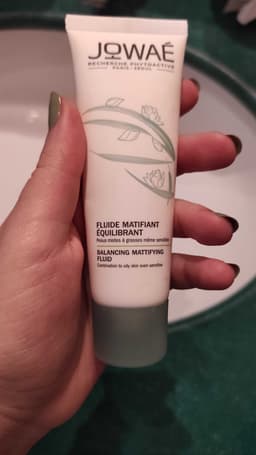 JOWAÉ
RECHERCHE PHYTOACTIVE
PARIS - SEOUL
FLUIDE MATIFIANT
ÉQUILIBRANT
Peaux mixtes à grasses même sensibles
BALANCING MATTIFYING
FLUID
Combination to oily skin even sensitive